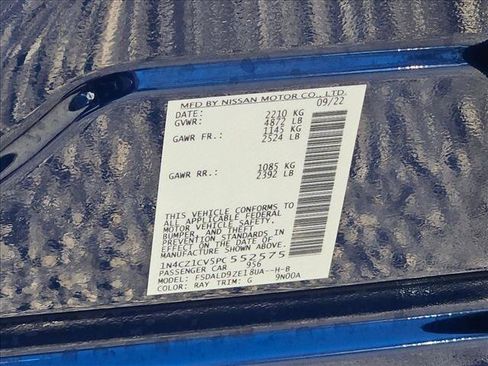 MFD BY NISSAN MOTOR CO., LTD.
DATE: 09/22
GVWR: 2210 KG
4872 LB
GAWR FR.: 1145 KG
2524 LB
GAWR RR.: 1085 KG
2392 LB
THIS VEHICLE CONFORMS TO
ALL APPLICABLE FEDERAL
MOTOR VEHICLE SAFETY,
BUMPER, AND THEFT
PREVENTION STANDARDS
IN EFFECT ON THE DATE OF
MANUFACTURE SHOWN ABOVE.
1N4CZ1CV5PC552575
PASSENGER CAR 956
MODEL: FSDALD9ZE18UA--H-B
COLOR: RAY TRIM: G 9N00A